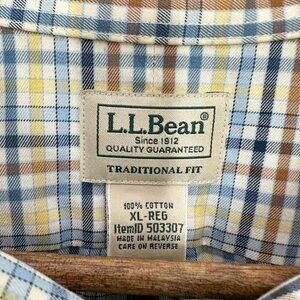 L.L.Bean®
Since 1912
QUALITY GUARANTEED
TRADITIONAL FIT
100% COTTON
XL-REG
ItemID 503307
MADE IN MALAYSIA
CARE ON REVERSE